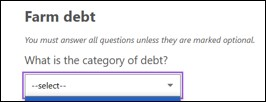 Farm debt
You must answer all questions unless they are marked optional.
What is the category of debt?
--select--